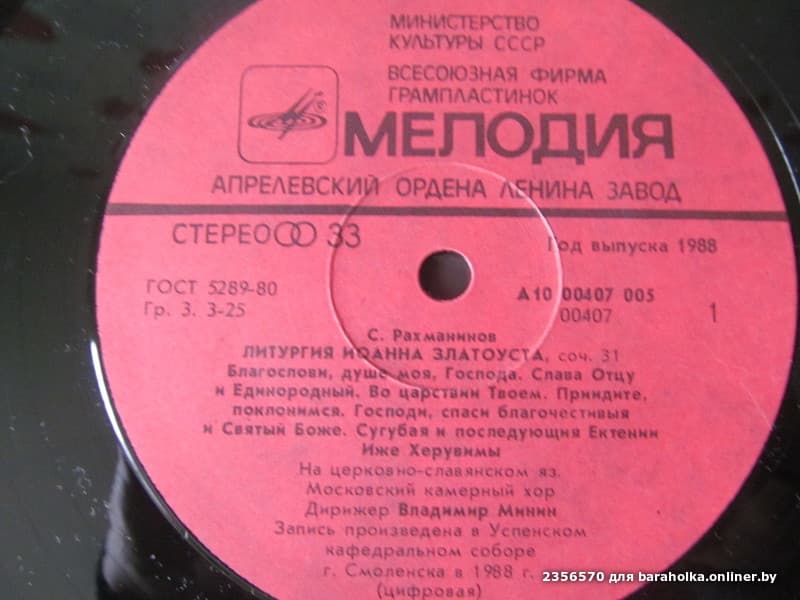 МИНИСТЕРСТВО
КУЛЬТУРЫ СССР
ВСЕСОЮЗНАЯ ФИРМА
ГРАМПЛАСТИНОК
МЕЛОДИЯ
АПРЕЛЕВСКИЙ ОРДЕНА ЛЕНИНА ЗАВОД
СТЕРЕО 33
Год выпуска 1988
ГОСТ 5289-80
Гр. 3. 3-25
А10 00407 005
00407
1
С. Рахманинов
ЛИТУРГИЯ ИОАННА ЗЛАТОУСТА, соч. 31
Благослови, душе моя, Господа. Слава Отцу
и Единородный. Во царствии Твоем. Приидите,
поклонимся. Господи, спаси благочестивыя
и Святый Боже. Сугубая и последующия Ектении
Иже Херувимы
На церковно-славянском яз.
Московский камерный хор
Дирижер Владимир Минин
Запись произведена в Успенском
кафедральном соборе
г. Смоленска в 1988 г.
(цифровая)
2356570 для baraholka.onliner.by